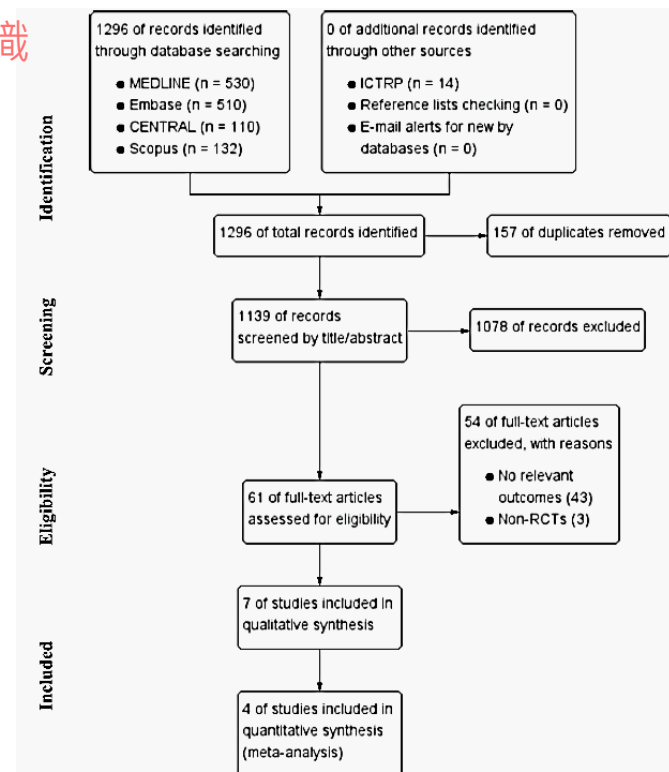 識
1296 of records identified
through database searching
● MEDLINE (n = 530)
● Embase (n = 510)
● CENTRAL (n = 110)
● Scopus (n = 132)
0 of additional records identified
through other sources
● ICTRP (n = 14)
● Reference lists checking (n = 0)
● E-mail alerts for new by
databases (n = 0)
Identification
1296 of total records identified
157 of duplicates removed
Screening
1139 of records
screened by title/abstract
1078 of records excluded
Eligibility
61 of full-text articles
assessed for eligibility
54 of full-text articles
excluded, with reasons
● No relevant
outcomes (43)
● Non-RCTs (3)
7 of studies included in
qualitative synthesis
Included
4 of studies included in
quantitative synthesis
(meta-analysis)